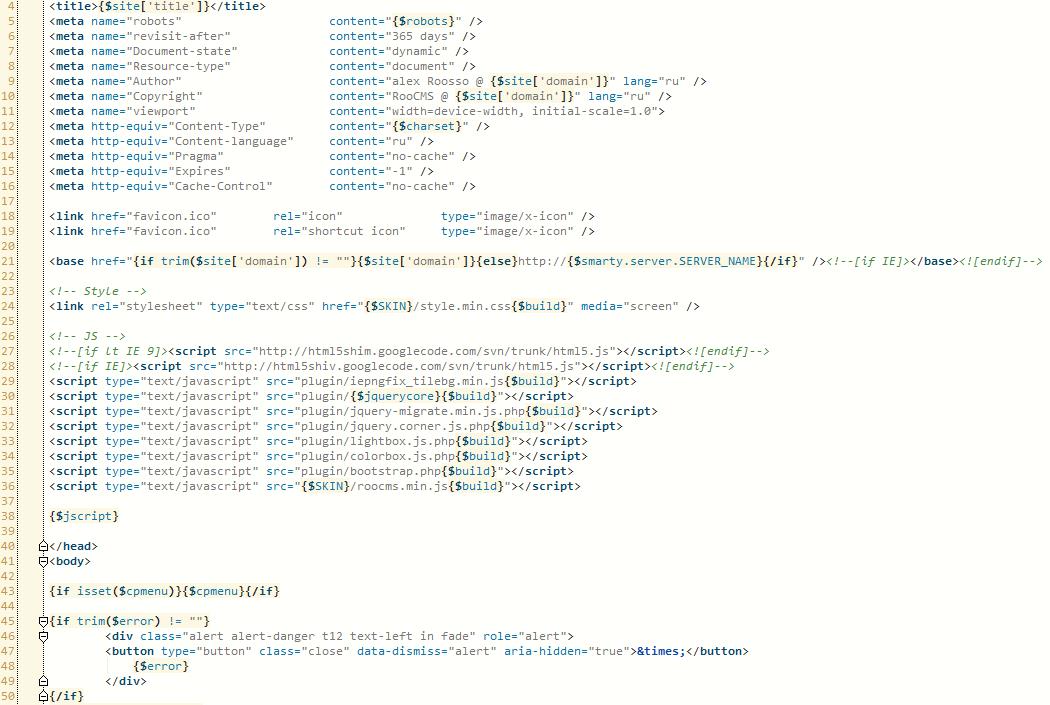 4 <title>{$site['title']}</title>
5 <meta name="robots" content="{$robots}" />
6 <meta name="revisit-after" content="365 days" />
7 <meta name="Document-state" content="dynamic" />
8 <meta name="Resource-type" content="document" />
9 <meta name="Author" content="alex Roosso @ {$site['domain']}" lang="ru" />
10 <meta name="Copyright" content="RooCMS @ {$site['domain']}" lang="ru" />
11 <meta name="viewport" content="width=device-width, initial-scale=1.0">
12 <meta http-equiv="Content-Type" content="{$charset}" />
13 <meta http-equiv="Content-language" content="ru" />
14 <meta http-equiv="Pragma" content="no-cache" />
15 <meta http-equiv="Expires" content="-1" />
16 <meta http-equiv="Cache-Control" content="no-cache" />
17
18 <link href="favicon.ico" rel="icon" type="image/x-icon" />
19 <link href="favicon.ico" rel="shortcut icon" type="image/x-icon" />
20
21 <base href="{if trim($site['domain']) != ""}{$site['domain']}{else}http://{$smarty.server.SERVER_NAME}{/if}" /><!--[if IE]></base><![endif]-->
22
23 <!-- Style -->
24 <link rel="stylesheet" type="text/css" href="{$SKIN}/style.min.css{$build}" media="screen" />
25
26 <!-- JS -->
27 <!--[if lt IE 9]><script src="http://html5shim.googlecode.com/svn/trunk/html5.js"></script><![endif]-->
28 <!--[if IE]><script src="http://html5shiv.googlecode.com/svn/trunk/html5.js"></script><![endif]-->
29 <script type="text/javascript" src="plugin/iepngfix_tilebg.min.js{$build}"></script>
30 <script type="text/javascript" src="plugin/{$jquerycore}{$build}"></script>
31 <script type="text/javascript" src="plugin/jquery-migrate.min.js.php{$build}"></script>
32 <script type="text/javascript" src="plugin/jquery.corner.js.php{$build}"></script>
33 <script type="text/javascript" src="plugin/lightbox.js.php{$build}"></script>
34 <script type="text/javascript" src="plugin/colorbox.js.php{$build}"></script>
35 <script type="text/javascript" src="plugin/bootstrap.php{$build}"></script>
36 <script type="text/javascript" src="{$SKIN}/roocms.min.js{$build}"></script>
37
38 {$jscript}
39
40 </head>
41 <body>
42
43 {if isset($cpmenu)}{$cpmenu}{/if}
44
45 {if trim($error) != ""}
46 <div class="alert alert-danger t12 text-left in fade" role="alert">
47 <button type="button" class="close" data-dismiss="alert" aria-hidden="true">&times;</button>
48 {$error}
49 </div>
50 {/if}